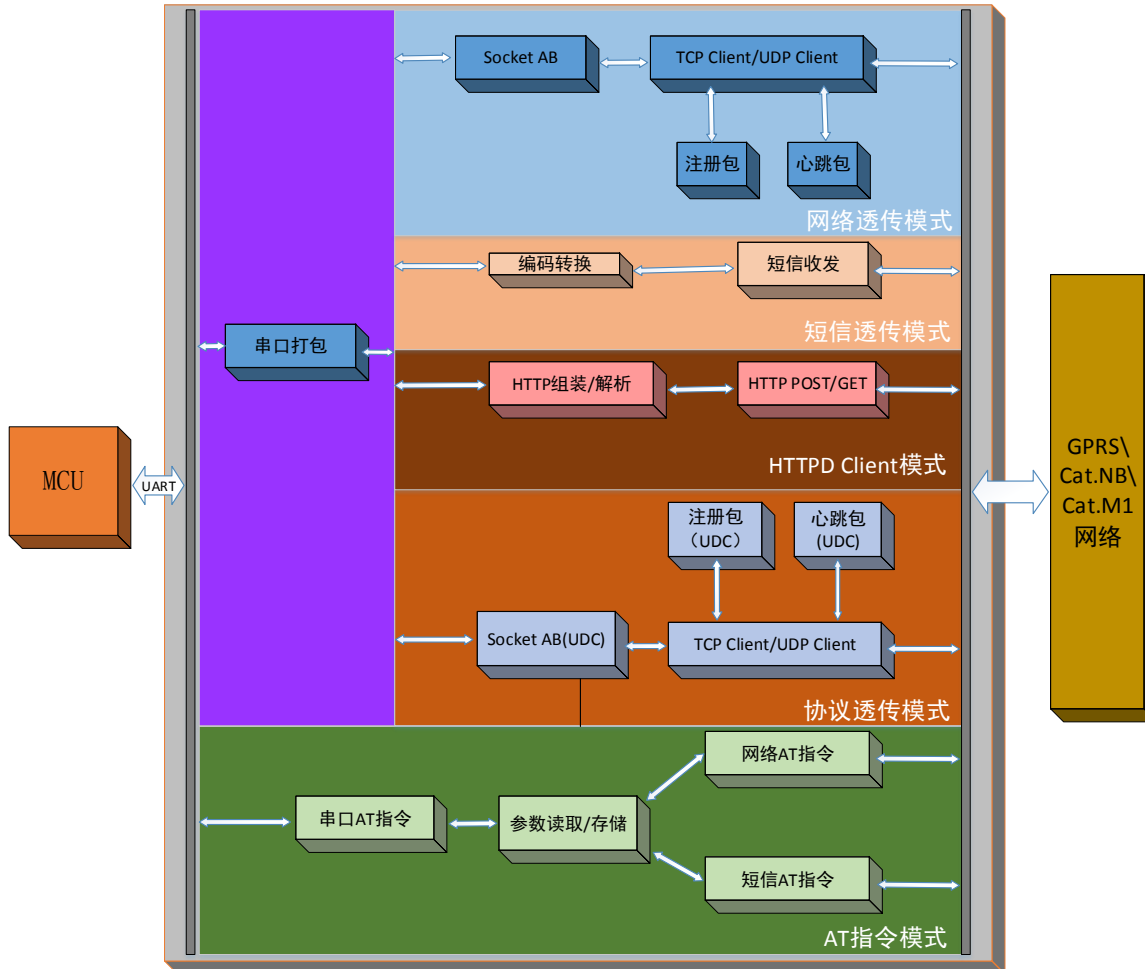 Socket AB
TCP Client/UDP Client
注册包
心跳包
网络透传模式
编码转换
短信收发
短信透传模式
串口打包
HTTP组装/解析
HTTP POST/GET
HTTPD Client模式
MCU
UART
GPRS\
Cat.NB\
Cat.M1
网络
注册包
（UDC）
心跳包
(UDC)
Socket AB(UDC)
TCP Client/UDP Client
协议透传模式
网络AT指令
串口AT指令
参数读取/存储
短信AT指令
AT指令模式